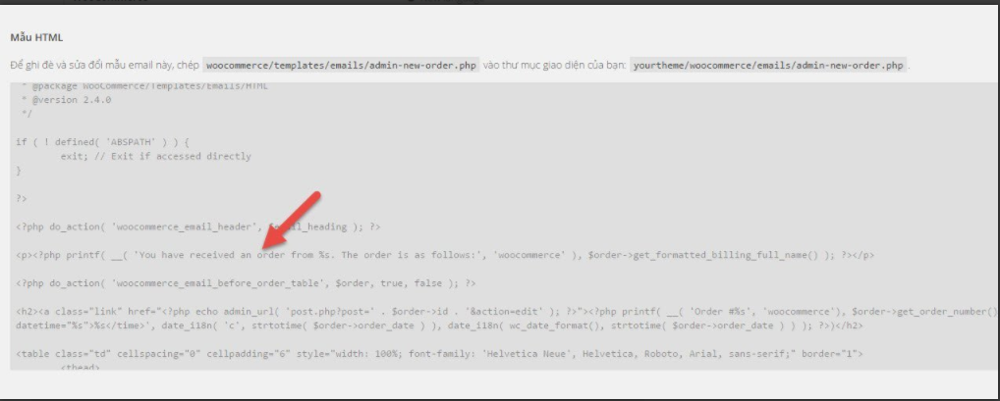 Mẫu HTML
Để ghi đè và sửa đổi mẫu email này, chép woocommerce/templates/emails/admin-new-order.php vào thư mục giao diện của bạn: yourtheme/woocommerce/emails/admin-new-order.php .
* @package WooCommerce/Templates/Emails/HTML
* @version 2.4.0
*/
if ( ! defined( 'ABSPATH' ) ) {
exit; // Exit if accessed directly
}
?>
<?php do_action( 'woocommerce_email_header', $email_heading ); ?>
<p><?php printf( __( 'You have received an order from %s. The order is as follows:', 'woocommerce' ), $order->get_formatted_billing_full_name() ); ?></p>
<?php do_action( 'woocommerce_email_before_order_table', $order, true, false ); ?>
<h2><a class="link" href="<?php echo admin_url( 'post.php?post=' . $order->id . '&action=edit' ); ?>"><?php printf( __( 'Order #%s', 'woocommerce'), $order->get_order_number()
datetime="%s">%s</time>', date_i18n( 'c', strtotime( $order->order_date ) ), date_i18n( wc_date_format(), strtotime( $order->order_date ) ) ); ?>)</h2>
<table class="td" cellspacing="0" cellpadding="6" style="width: 100%; font-family: 'Helvetica Neue', Helvetica, Roboto, Arial, sans-serif;" border="1">
<thead>